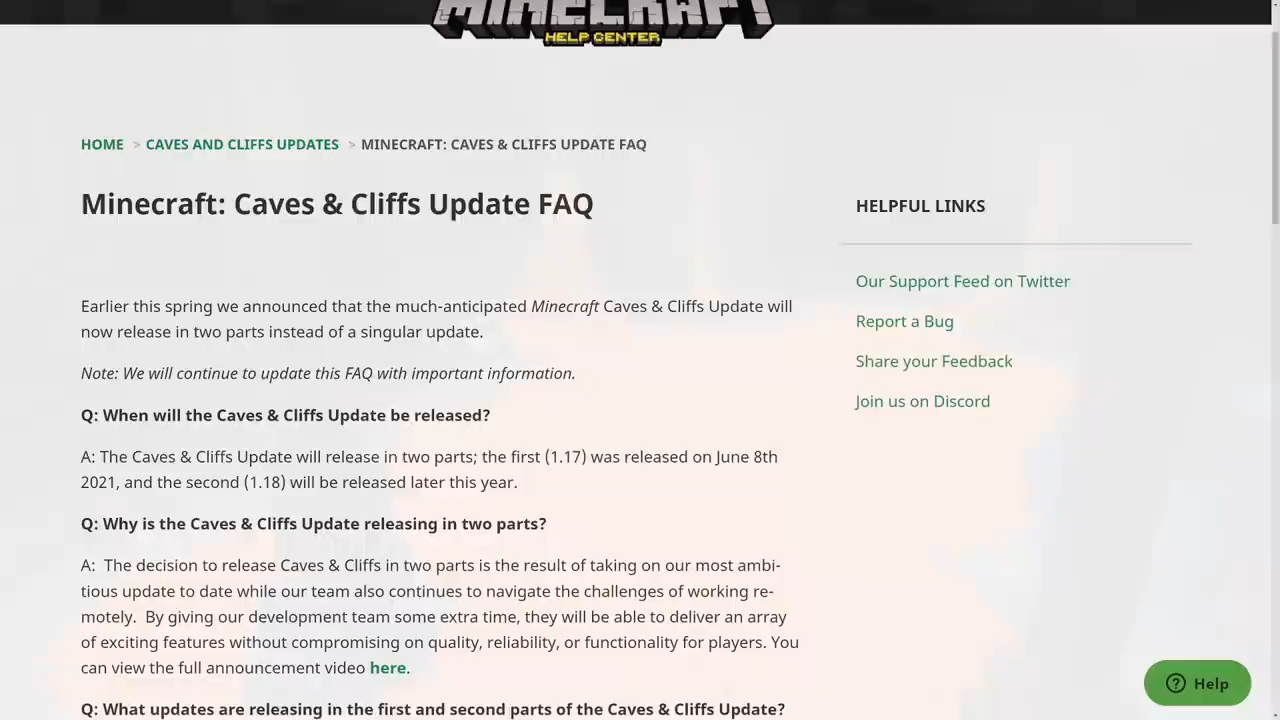 MINECRAFT
HELP CENTER
HOME > CAVES AND CLIFFS UPDATES > MINECRAFT: CAVES & CLIFFS UPDATE FAQ
Minecraft: Caves & Cliffs Update FAQ
Earlier this spring we announced that the much-anticipated Minecraft Caves & Cliffs Update will
now release in two parts instead of a singular update.
Note: We will continue to update this FAQ with important information.
Q: When will the Caves & Cliffs Update be released?
A: The Caves & Cliffs Update will release in two parts; the first (1.17) was released on June 8th
2021, and the second (1.18) will be released later this year.
Q: Why is the Caves & Cliffs Update releasing in two parts?
A:  The decision to release Caves & Cliffs in two parts is the result of taking on our most ambi-
tious update to date while our team also continues to navigate the challenges of working re-
motely.  By giving our development team some extra time, they will be able to deliver an array
of exciting features without compromising on quality, reliability, or functionality for players. You
can view the full announcement video here.
Q: What updates are releasing in the first and second parts of the Caves & Cliffs Update?
HELPFUL LINKS
Our Support Feed on Twitter
Report a Bug
Share your Feedback
Join us on Discord
Help